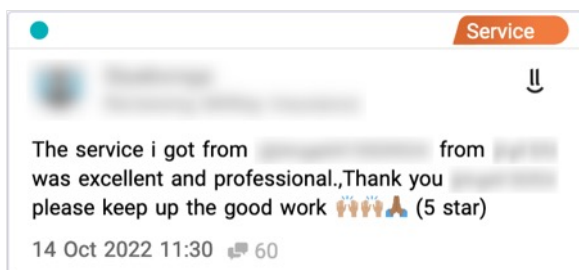 Service
The service i got from from
was excellent and professional.,Thank you
please keep up the good work 🙌🏽🙌🏽🙏🏽 (5 star)
14 Oct 2022 11:30 60